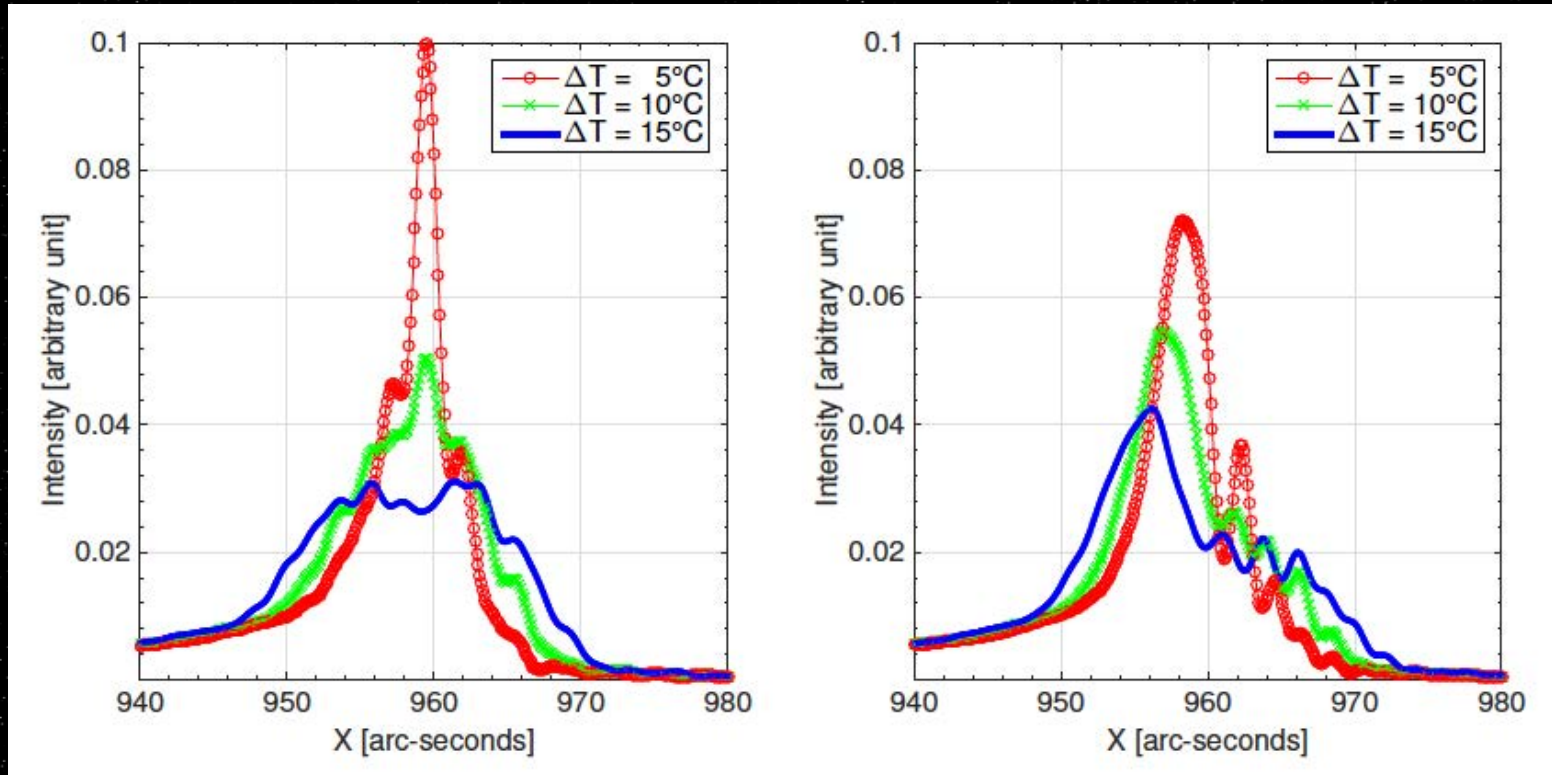 0.1
0.08
0.06
0.04
0.02
940
950
960
970
980
X [arc-seconds]
Intensity [arbitrary unit]
ΔT = 5°C
ΔT = 10°C
ΔT = 15°C
0.1
0.08
0.06
0.04
0.02
940
950
960
970
980
X [arc-seconds]
Intensity [arbitrary unit]
ΔT = 5°C
ΔT = 10°C
ΔT = 15°C